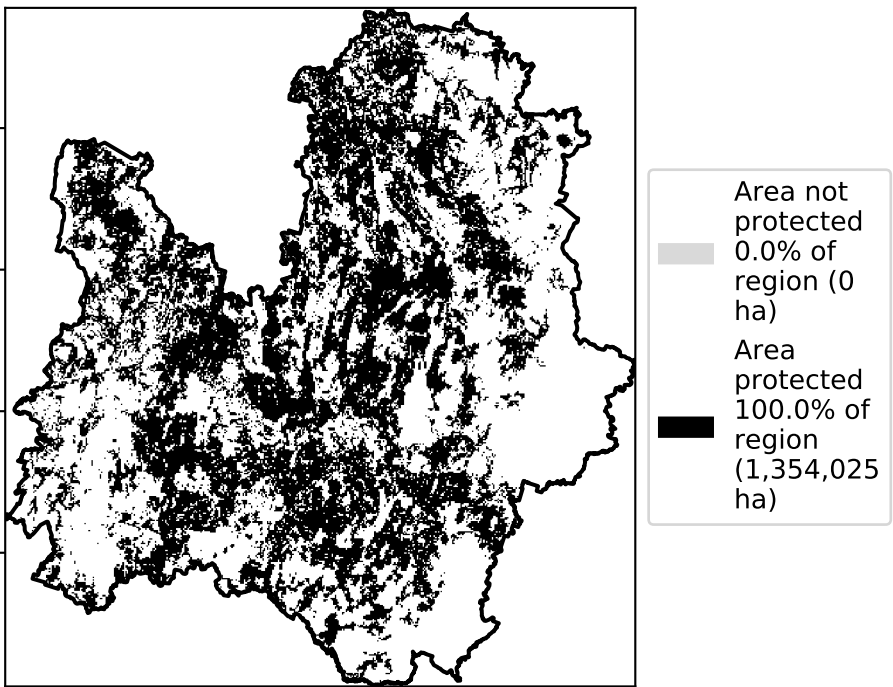 Area not
protected
0.0% of
region (0
ha)
Area
protected
100.0% of
region
(1,354,025
ha)